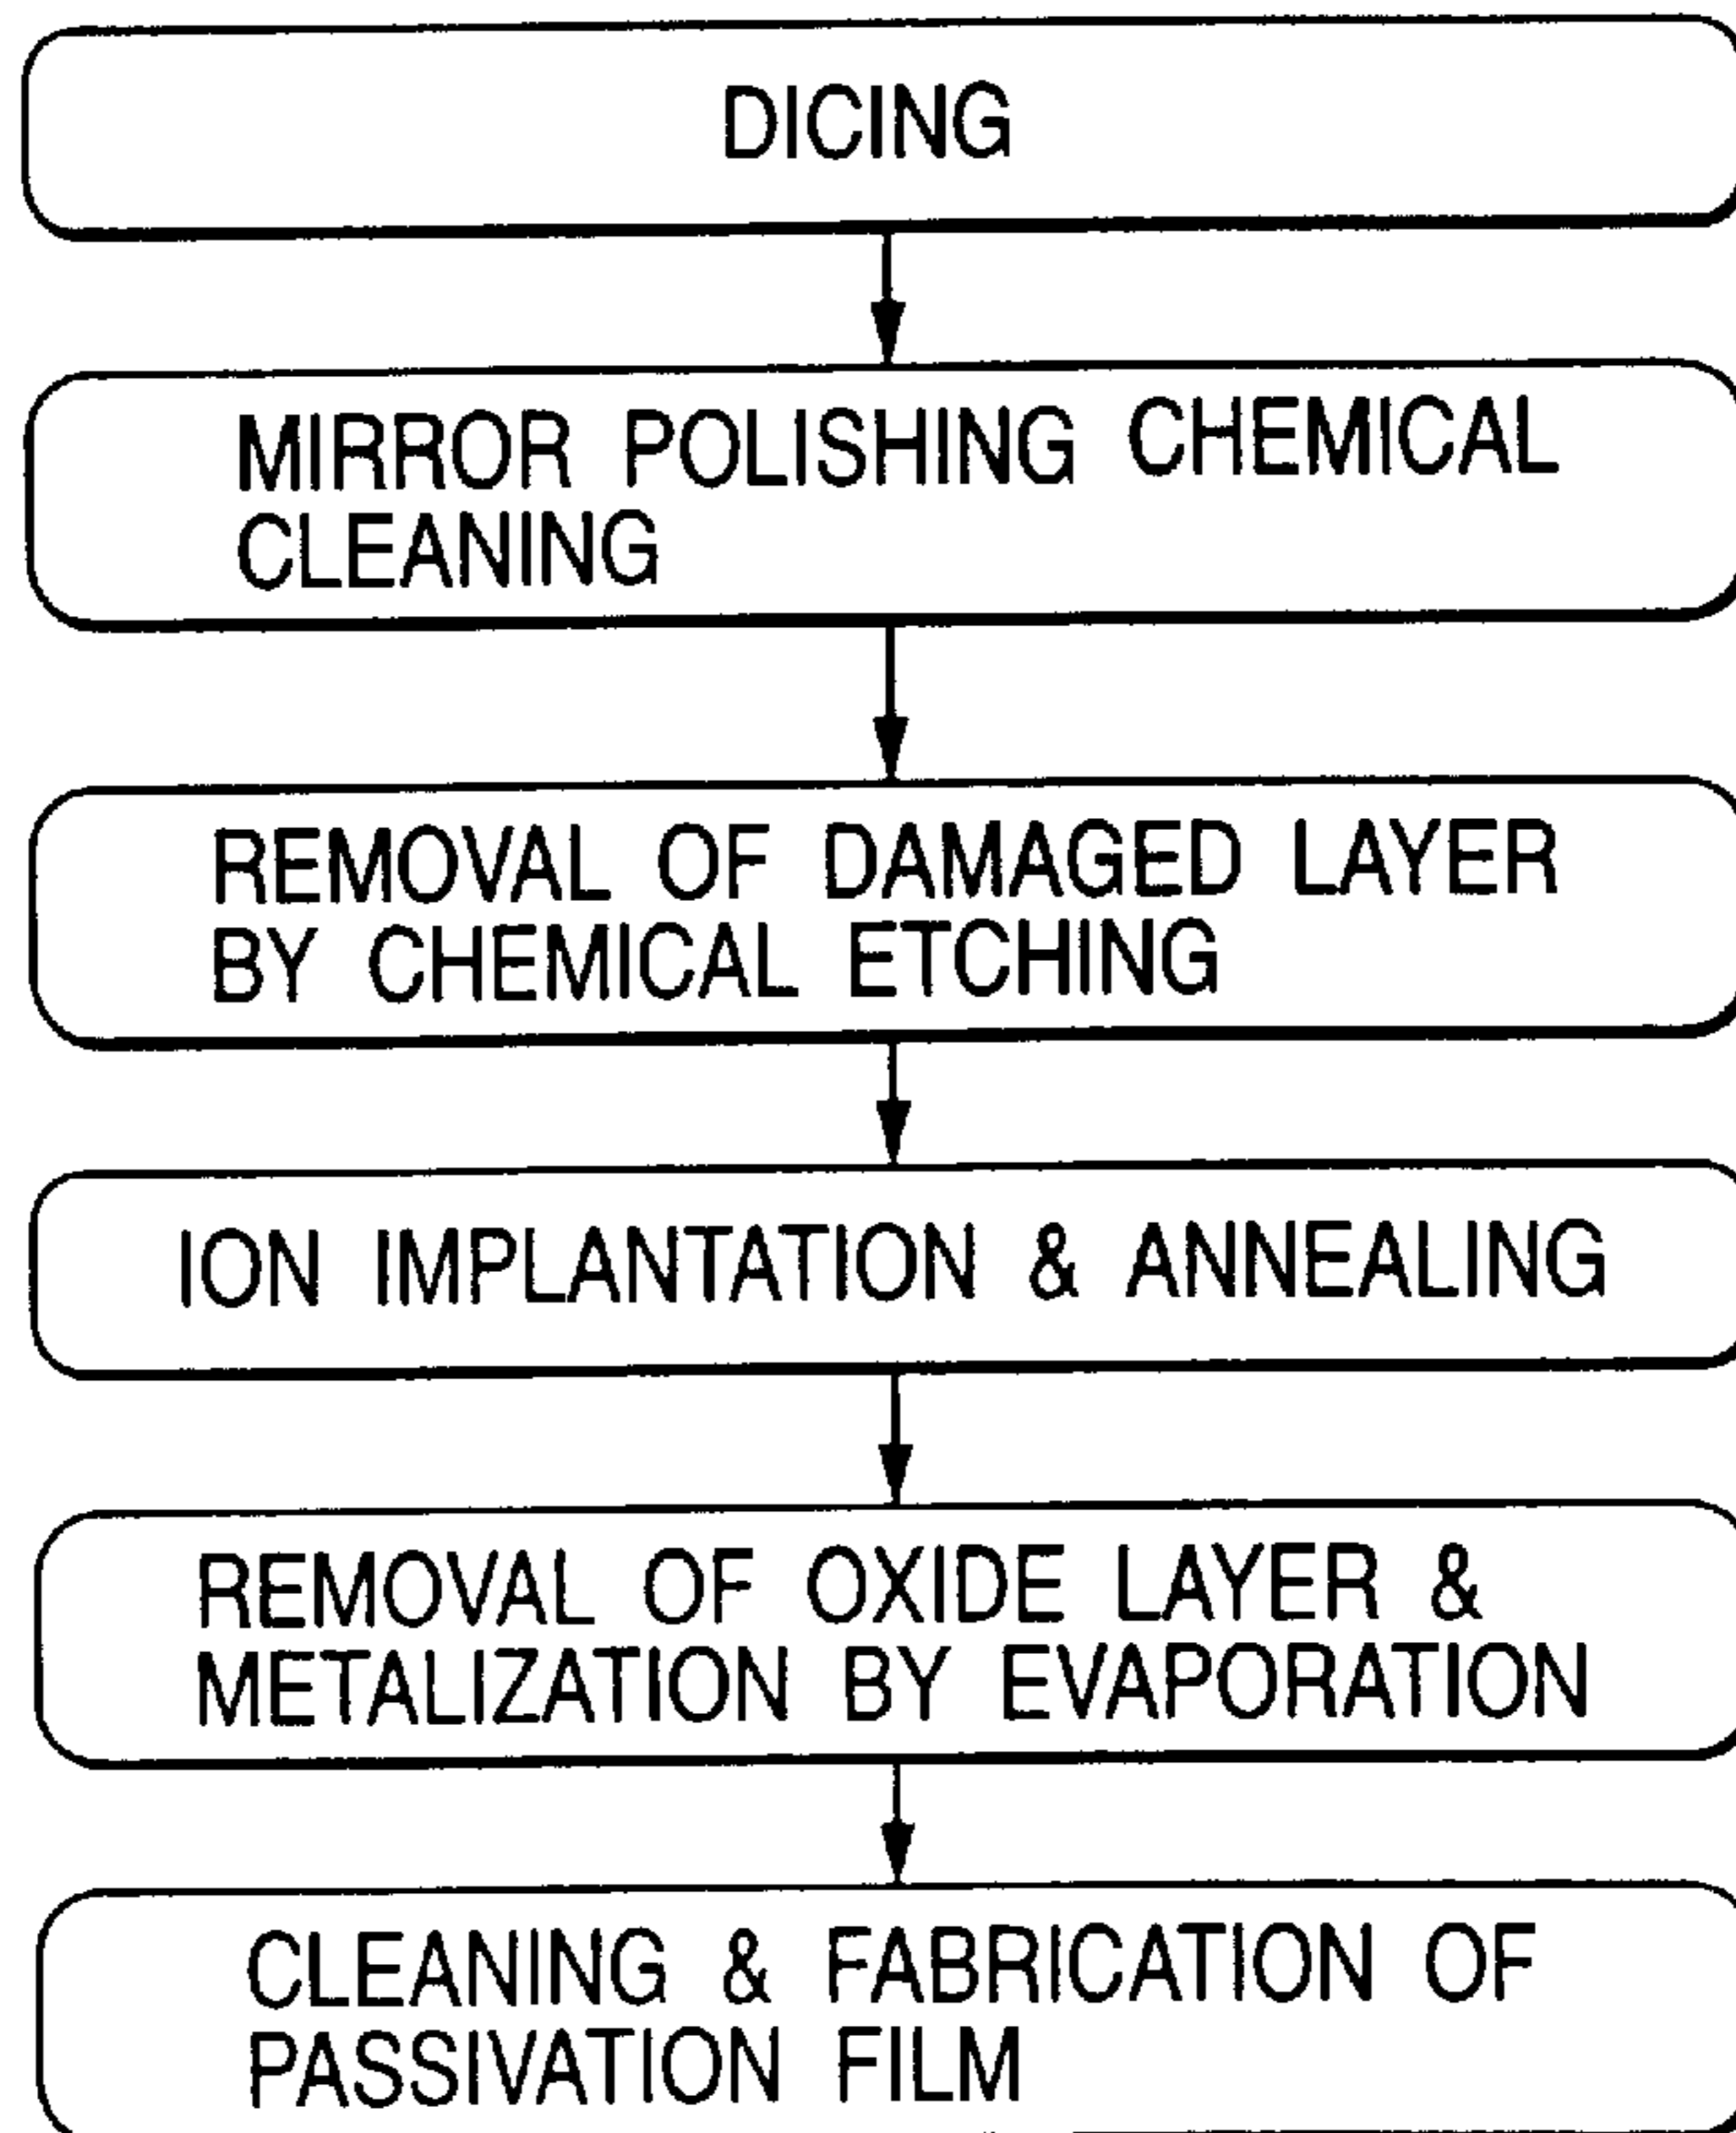 DICING
MIRROR POLISHING CHEMICAL
CLEANING
REMOVAL OF DAMAGED LAYER
BY CHEMICAL ETCHING
ION IMPLANTATION & ANNEALING
REMOVAL OF OXIDE LAYER &
METALIZATION BY EVAPORATION
CLEANING & FABRICATION OF
PASSIVATION FILM